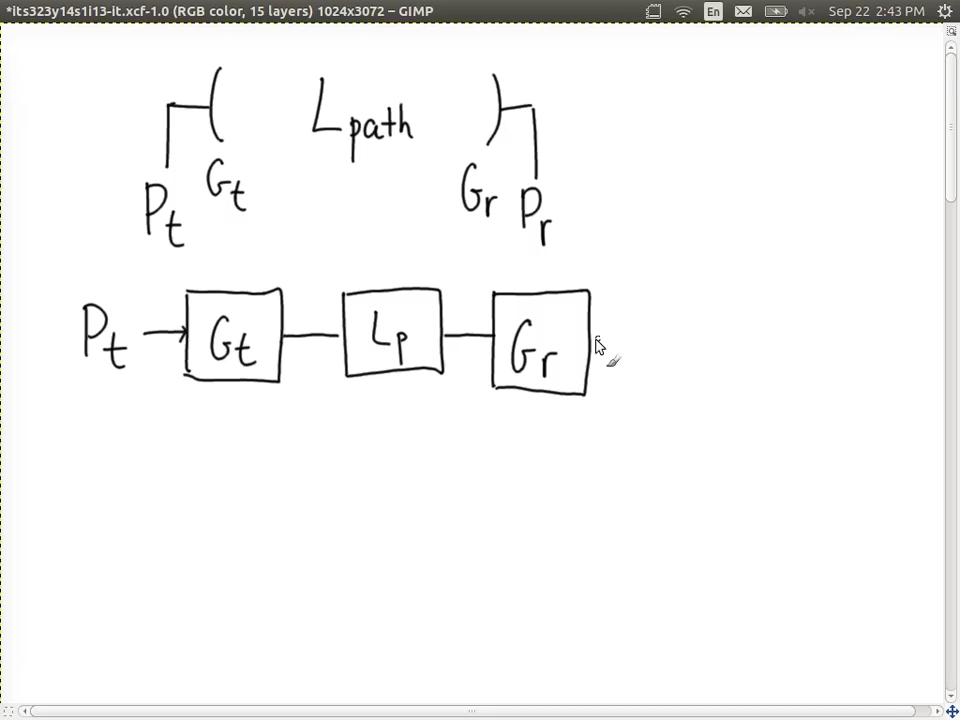 *its323y14s1i13-it.xcf-1.0 (RGB color, 15 layers) 1024x3072 – GIMP En Sep 22 2:43 PM
Lpath
Gt Gr
Pt Pr
Pt Gt Lp Gr